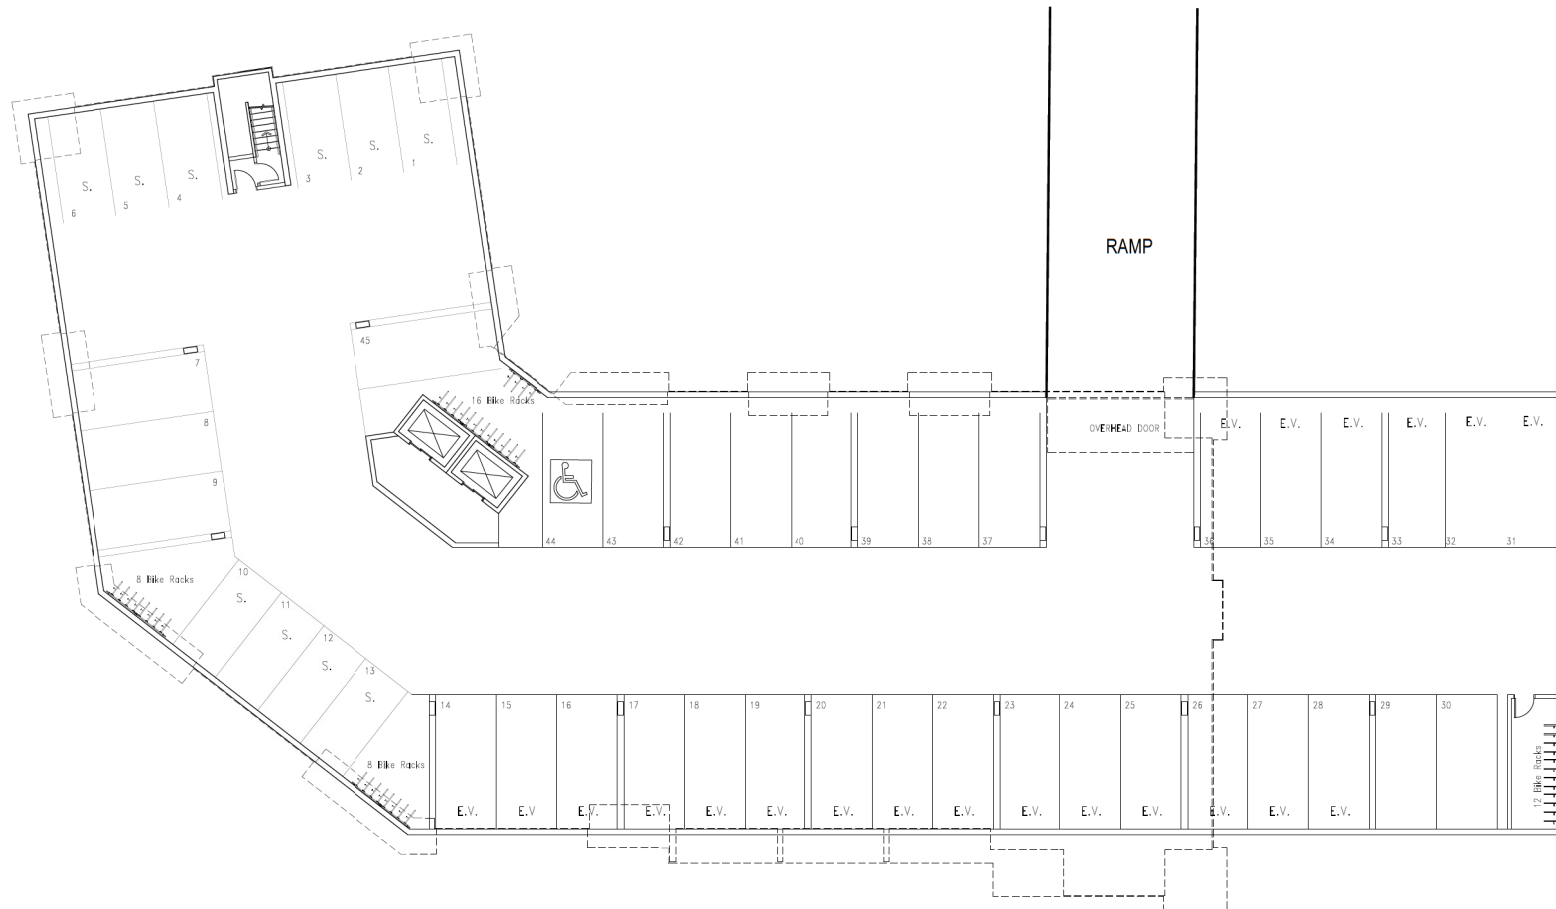 S.
S.
S.
S.
S.
S.
6
5
4
3
2
1
RAMP
45
7
8
9
16 Bike Racks
OVERHEAD DOOR
E.V.
E.V.
E.V.
E.V.
E.V.
E.V.
44
43
42
41
40
39
38
37
36
35
34
33
32
31
8 Bike Racks
10
S.
11
S.
12
S.
13
S.
14
15
16
17
18
19
20
21
22
23
24
25
26
27
28
29
30
8 Bike Racks
12 Bike Racks
E.V.
E.V
E.V.
E.V.
E.V.
E.V.
E.V.
E.V.
E.V.
E.V.
E.V.
E.V.
E.V.
E.V.
E.V.